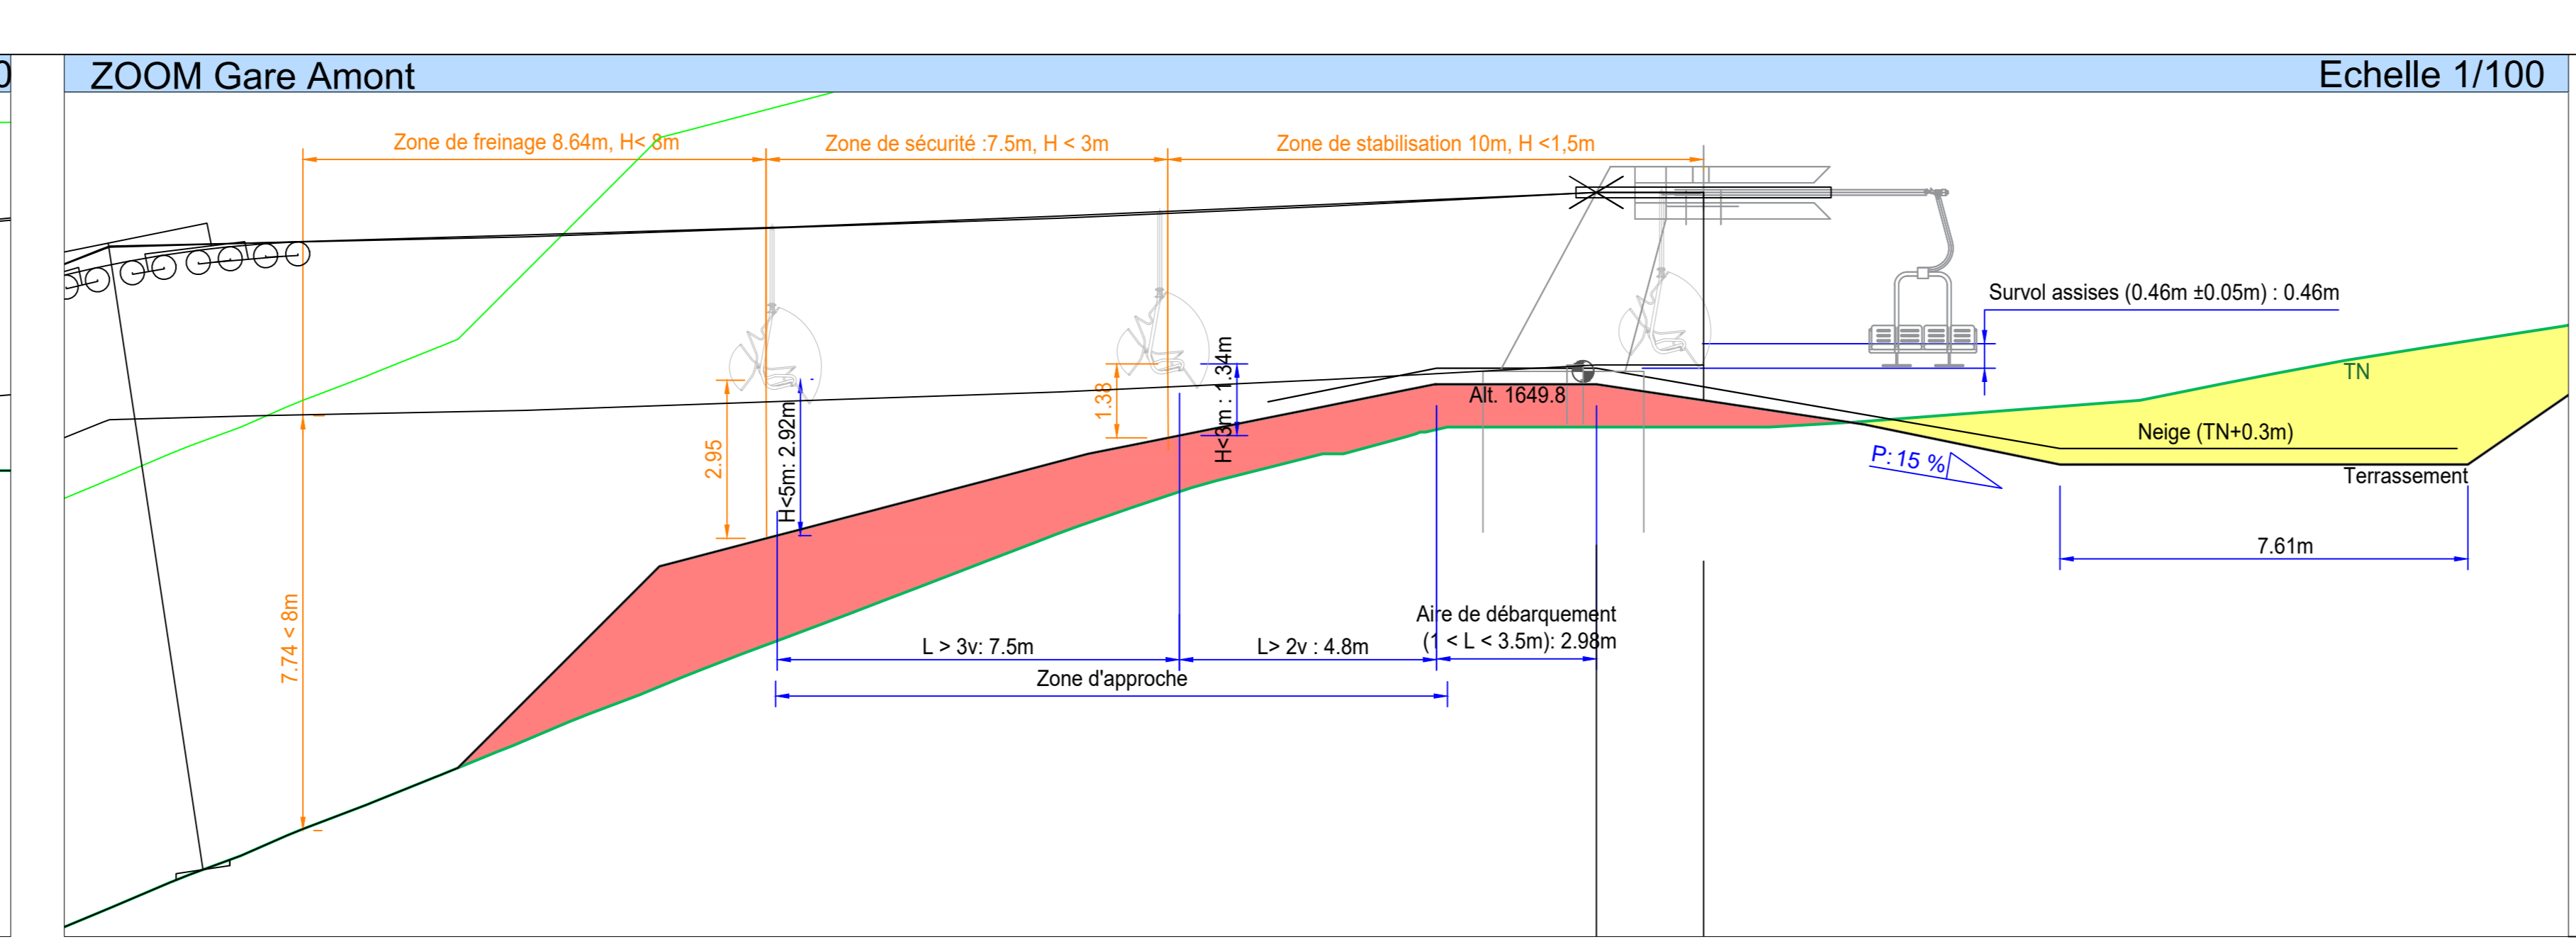 0
ZOOM Gare Amont
Echelle 1/100
Zone de freinage 8.64m, H< 8m
Zone de sécurité :7.5m, H < 3m
Zone de stabilisation 10m, H <1,5m
Survol assises (0.46m ±0.05m) : 0.46m
TN
Alt. 1649.8
1.38
H<3m : 1.34m
2.95
H<5m: 2.92m
Neige (TN+0.3m)
P: 15 %
Terrassement
7.61m
7.74 < 8m
Aire de débarquement
(1 < L < 3.5m): 2.98m
L > 3v: 7.5m
L> 2v : 4.8m
Zone d'approche